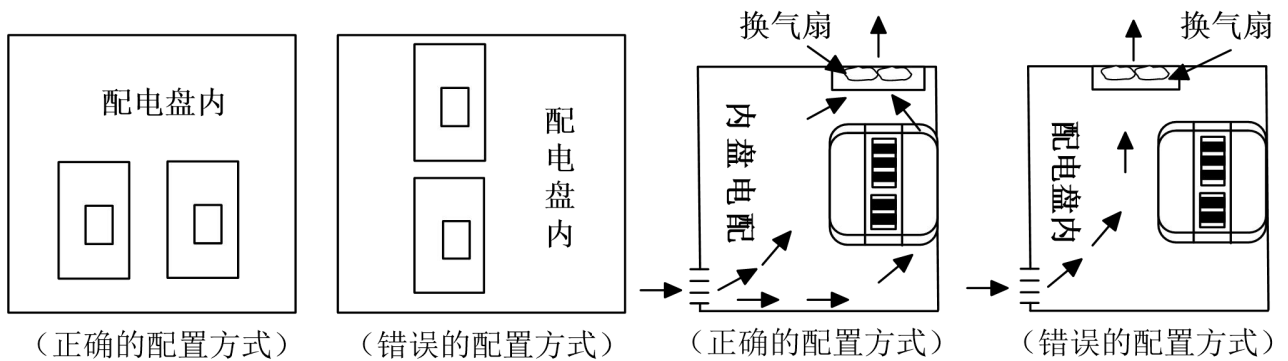 配电盘内
（正确的配置方式）
配电盘内
（错误的配置方式）
换气扇
内盘电配
（正确的配置方式）
换气扇
配电盘内
（错误的配置方式）